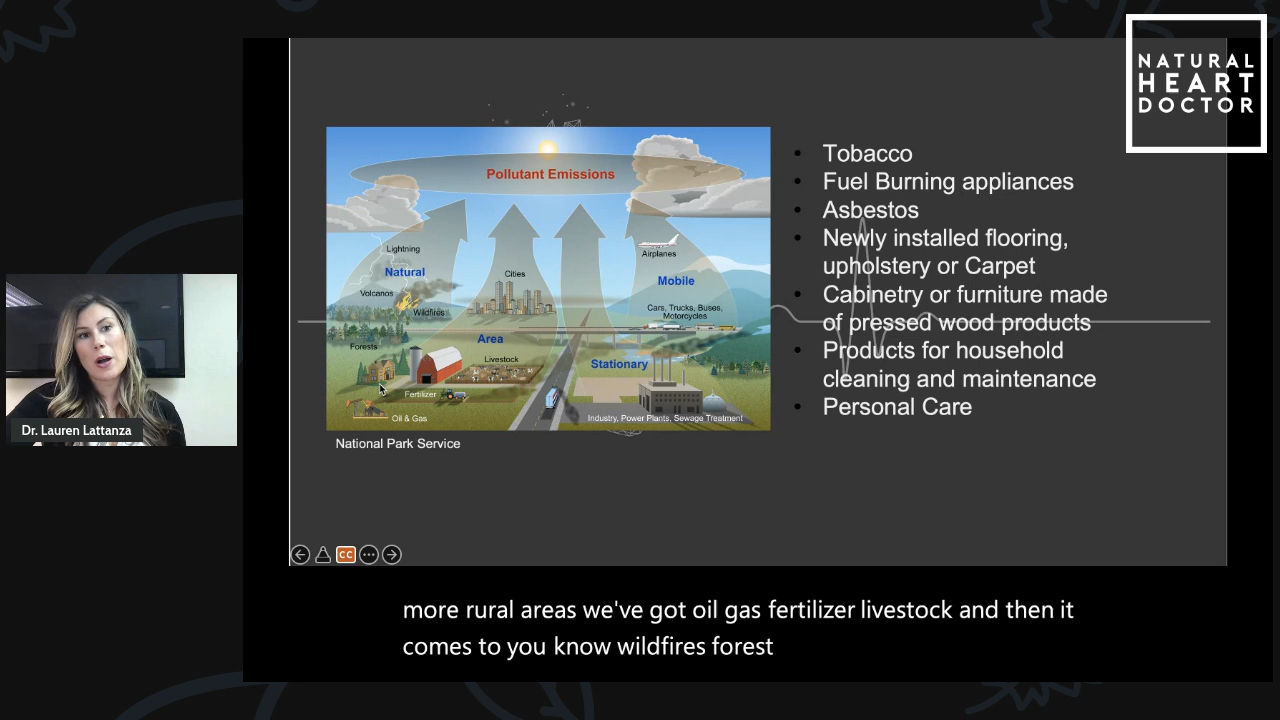 NATURAL
HEART
DOCTOR
Pollutant Emissions
Lightning
Natural
Volcanos
Wildfires
Cities
Airplanes
Mobile
Cars, Trucks, Buses,
Motorcycles
Area
Forests
Livestock
Stationary
Fertilizer
Oil & Gas
Industry, Power Plants, Sewage Treatment
National Park Service
• Tobacco
• Fuel Burning appliances
• Asbestos
• Newly installed flooring,
upholstery or Carpet
• Cabinetry or furniture made
of pressed wood products
• Products for household
cleaning and maintenance
• Personal Care
Dr. Lauren Lattanza
CC
more rural areas we've got oil gas fertilizer livestock and then it
comes to you know wildfires forest